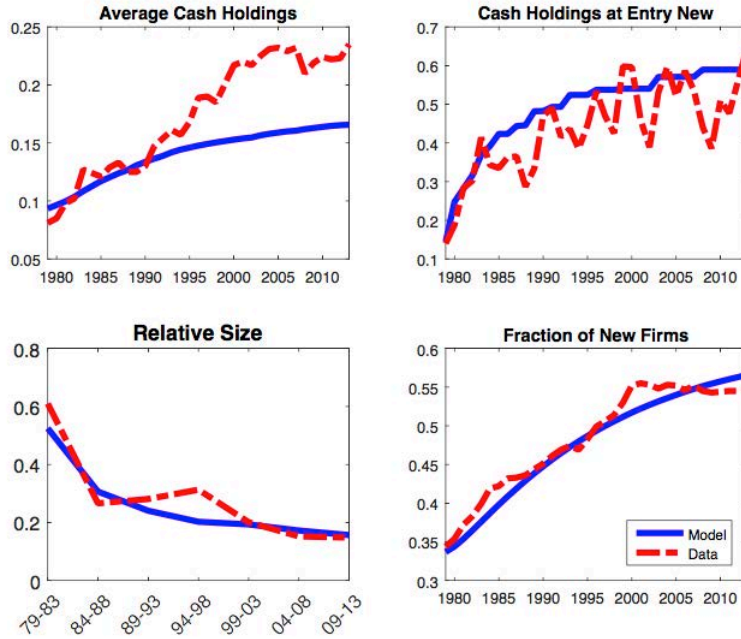 Average Cash Holdings
0.25
0.2
0.15
0.1
0.05
1980 1985 1990 1995 2000 2005 2010
Cash Holdings at Entry New
0.7
0.6
0.5
0.4
0.3
0.2
0.1
1980 1985 1990 1995 2000 2005 2010
Relative Size
0.8
0.6
0.4
0.2
0
79-83 84-88 89-93 94-98 99-03 04-08 09-13
Fraction of New Firms
0.6
0.55
0.5
0.45
0.4
0.35
0.3
1980 1985 1990 1995 2000 2005 2010
Model
Data